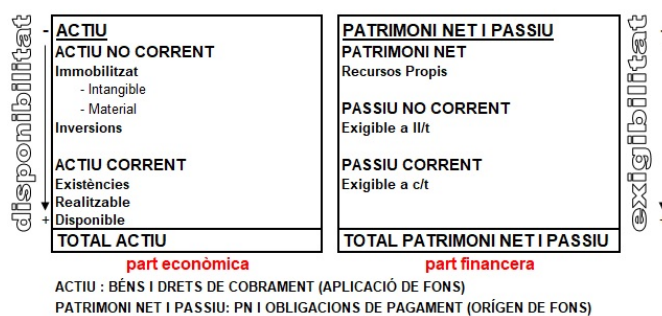 disponibilitat
-
+
ACTIU
ACTIU NO CORRENT
Immobilitzat
- Intangible
- Material
Inversions
ACTIU CORRENT
Existències
Realitzable
Disponible
TOTAL ACTIU
part econòmica
PATRIMONI NET I PASSIU
PATRIMONI NET
Recursos Propis
PASSIU NO CORRENT
Exigible a ll/t
PASSIU CORRENT
Exigible a c/t
TOTAL PATRIMONI NET I PASSIU
part financera
exigibilitat
ACTIU : BÉNS I DRETS DE COBRAMENT (APLICACIÓ DE FONS)
PATRIMONI NET I PASSIU: PN I OBLIGACIONS DE PAGAMENT (ORÍGEN DE FONS)